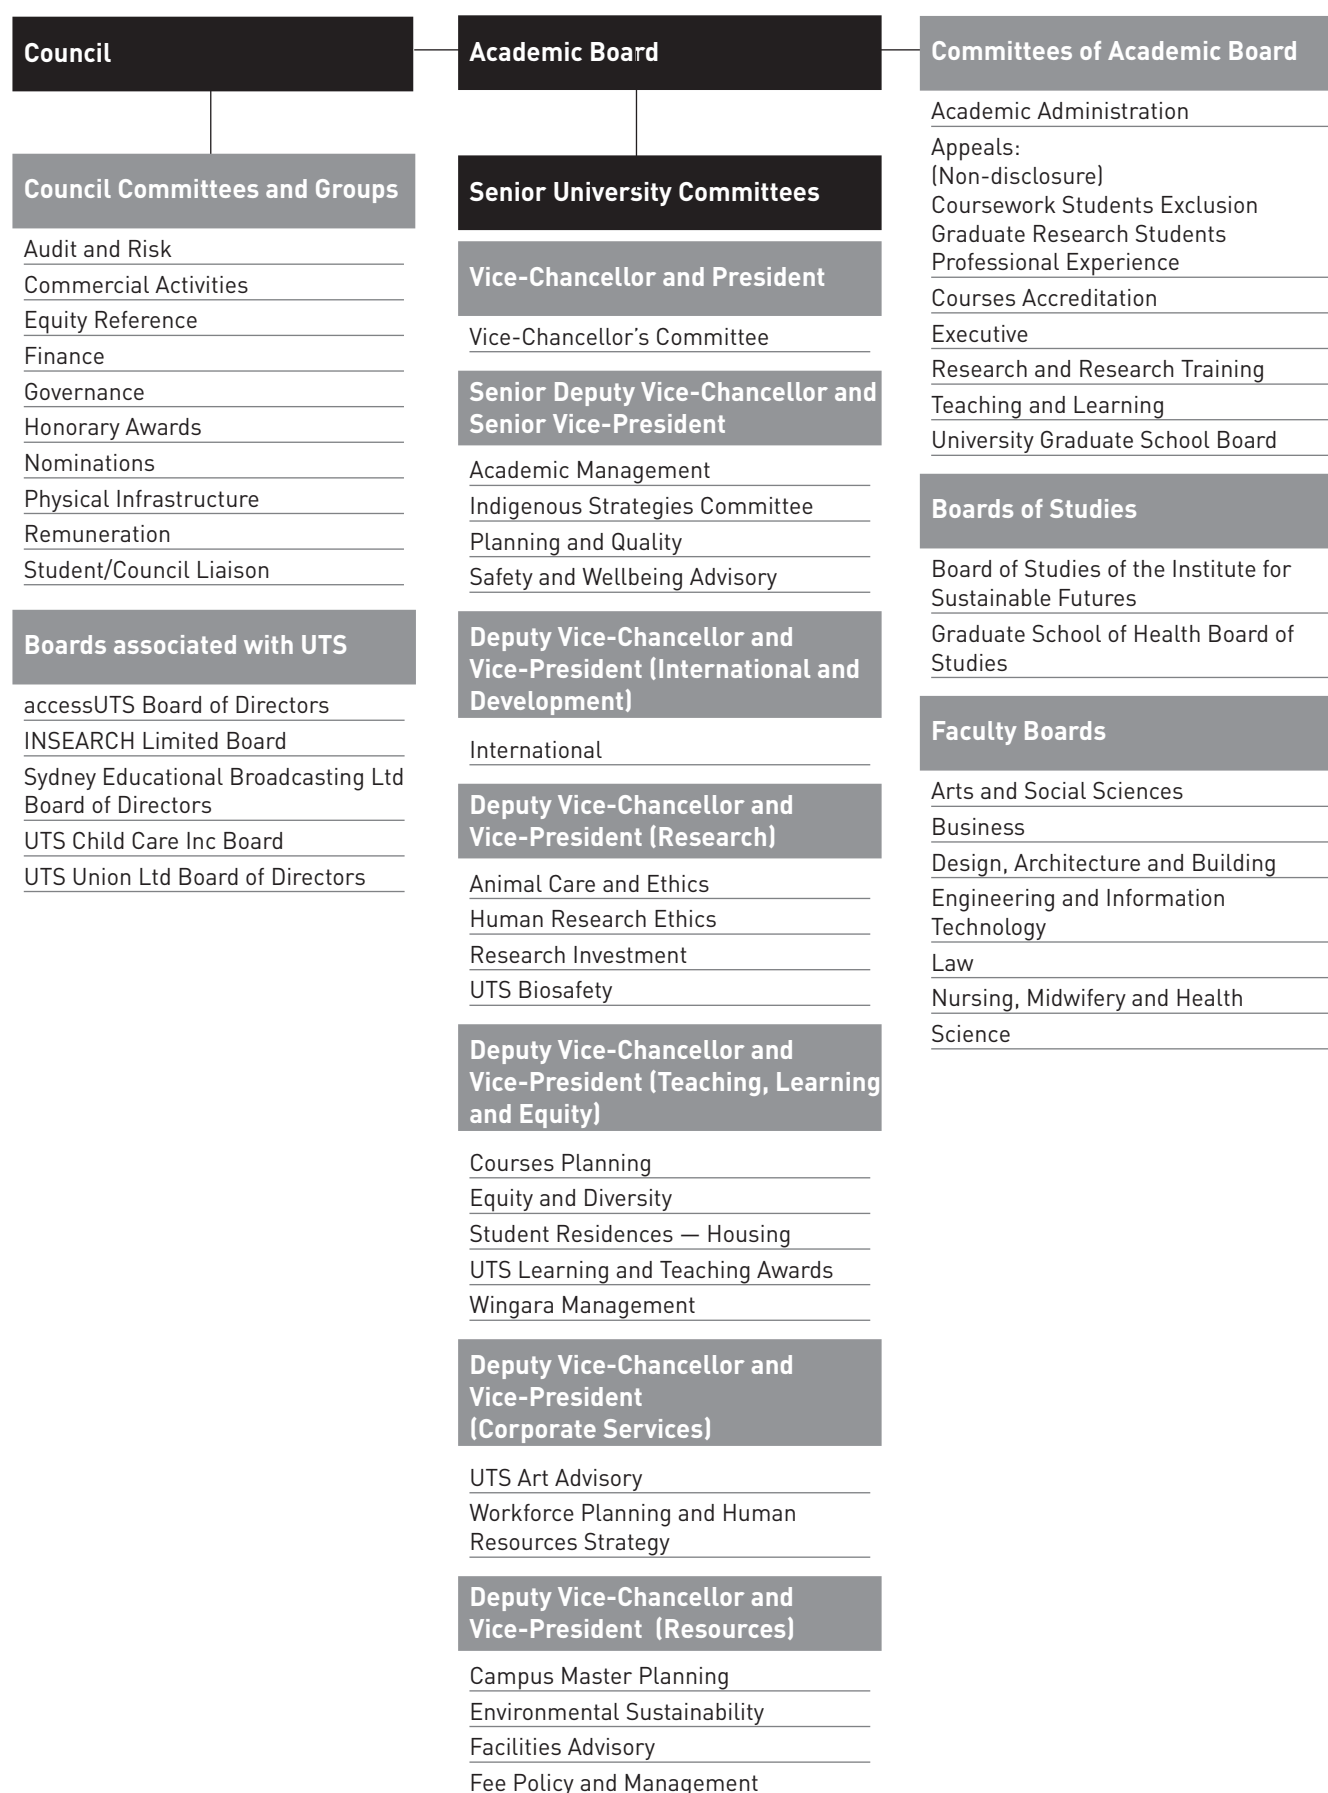 Council
Council Committees and Groups
Audit and Risk
Commercial Activities
Equity Reference
Finance
Governance
Honorary Awards
Nominations
Physical Infrastructure
Remuneration
Student/Council Liaison
Boards associated with UTS
accessUTS Board of Directors
INSEARCH Limited Board
Sydney Educational Broadcasting Ltd
Board of Directors
UTS Child Care Inc Board
UTS Union Ltd Board of Directors
Academic Board
Senior University Committees
Vice-Chancellor and President
Vice-Chancellor’s Committee
Senior Deputy Vice-Chancellor and
Senior Vice-President
Academic Management
Indigenous Strategies Committee
Planning and Quality
Safety and Wellbeing Advisory
Deputy Vice-Chancellor and
Vice-President (International and
Development)
International
Deputy Vice-Chancellor and
Vice-President (Research)
Animal Care and Ethics
Human Research Ethics
Research Investment
UTS Biosafety
Deputy Vice-Chancellor and
Vice-President (Teaching, Learning
and Equity)
Courses Planning
Equity and Diversity
Student Residences — Housing
UTS Learning and Teaching Awards
Wingara Management
Deputy Vice-Chancellor and
Vice-President
(Corporate Services)
UTS Art Advisory
Workforce Planning and Human
Resources Strategy
Deputy Vice-Chancellor and
Vice-President (Resources)
Campus Master Planning
Environmental Sustainability
Facilities Advisory
Fee Policy and Management
Committees of Academic Board
Academic Administration
Appeals:
(Non-disclosure)
Coursework Students Exclusion
Graduate Research Students
Professional Experience
Courses Accreditation
Executive
Research and Research Training
Teaching and Learning
University Graduate School Board
Boards of Studies
Board of Studies of the Institute for
Sustainable Futures
Graduate School of Health Board of
Studies
Faculty Boards
Arts and Social Sciences
Business
Design, Architecture and Building
Engineering and Information
Technology
Law
Nursing, Midwifery and Health
Science